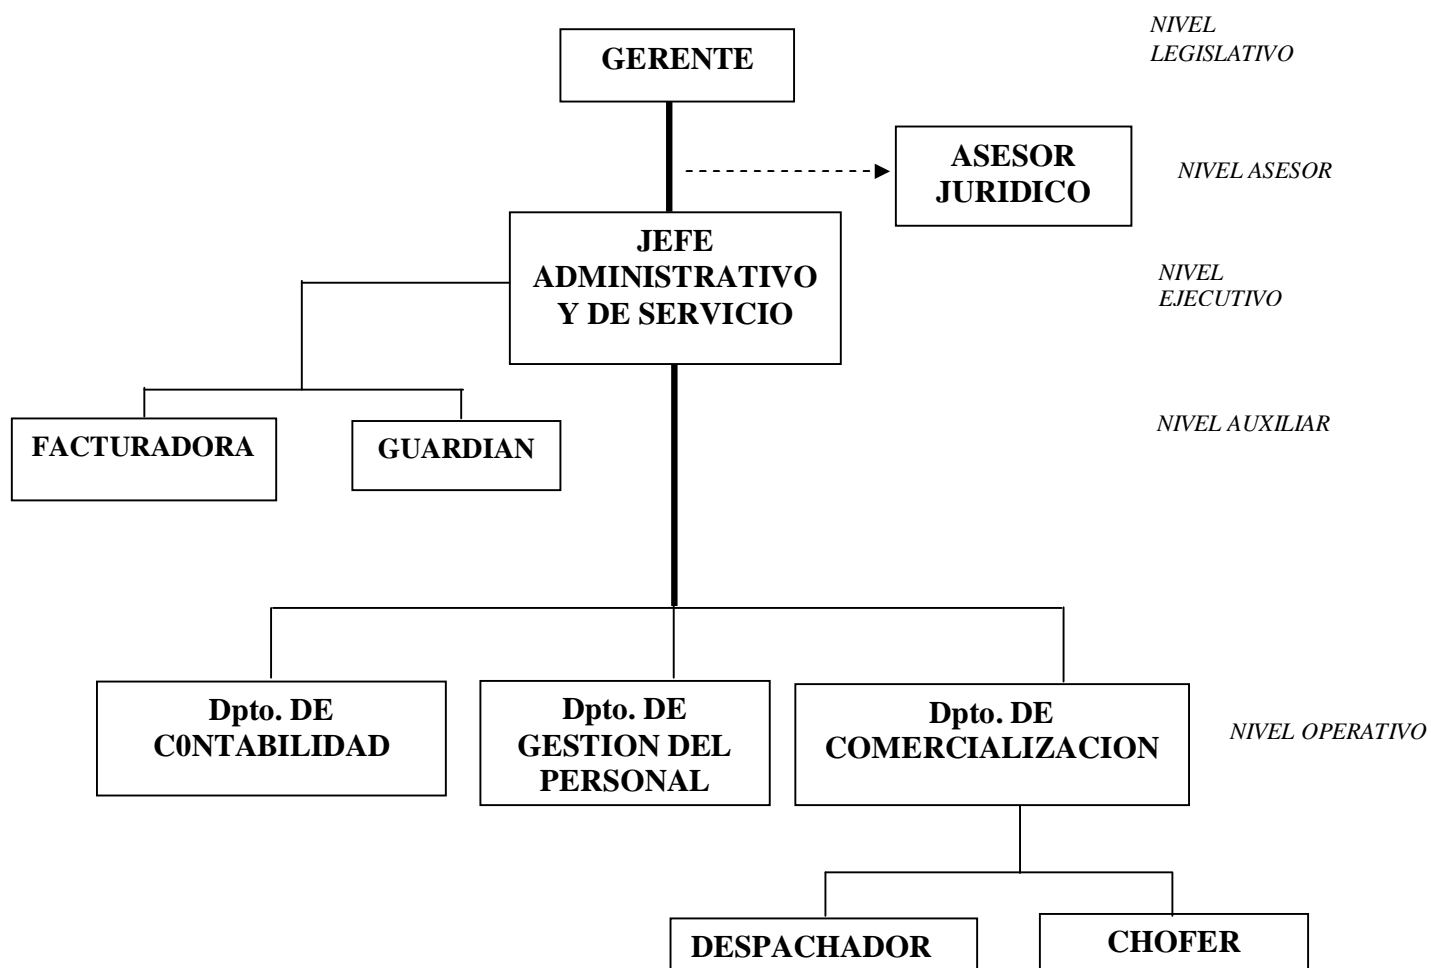 NIVEL
LEGISLATIVO
GERENTE
ASESOR
JURIDICO
NIVEL ASESOR
JEFE
ADMINISTRATIVO
Y DE SERVICIO
NIVEL
EJECUTIVO
FACTURADORA
GUARDIAN
NIVEL AUXILIAR
Dpto. DE
C0NTABILIDAD
Dpto. DE
GESTION DEL
PERSONAL
Dpto. DE
COMERCIALIZACION
NIVEL OPERATIVO
DESPACHADOR
CHOFER